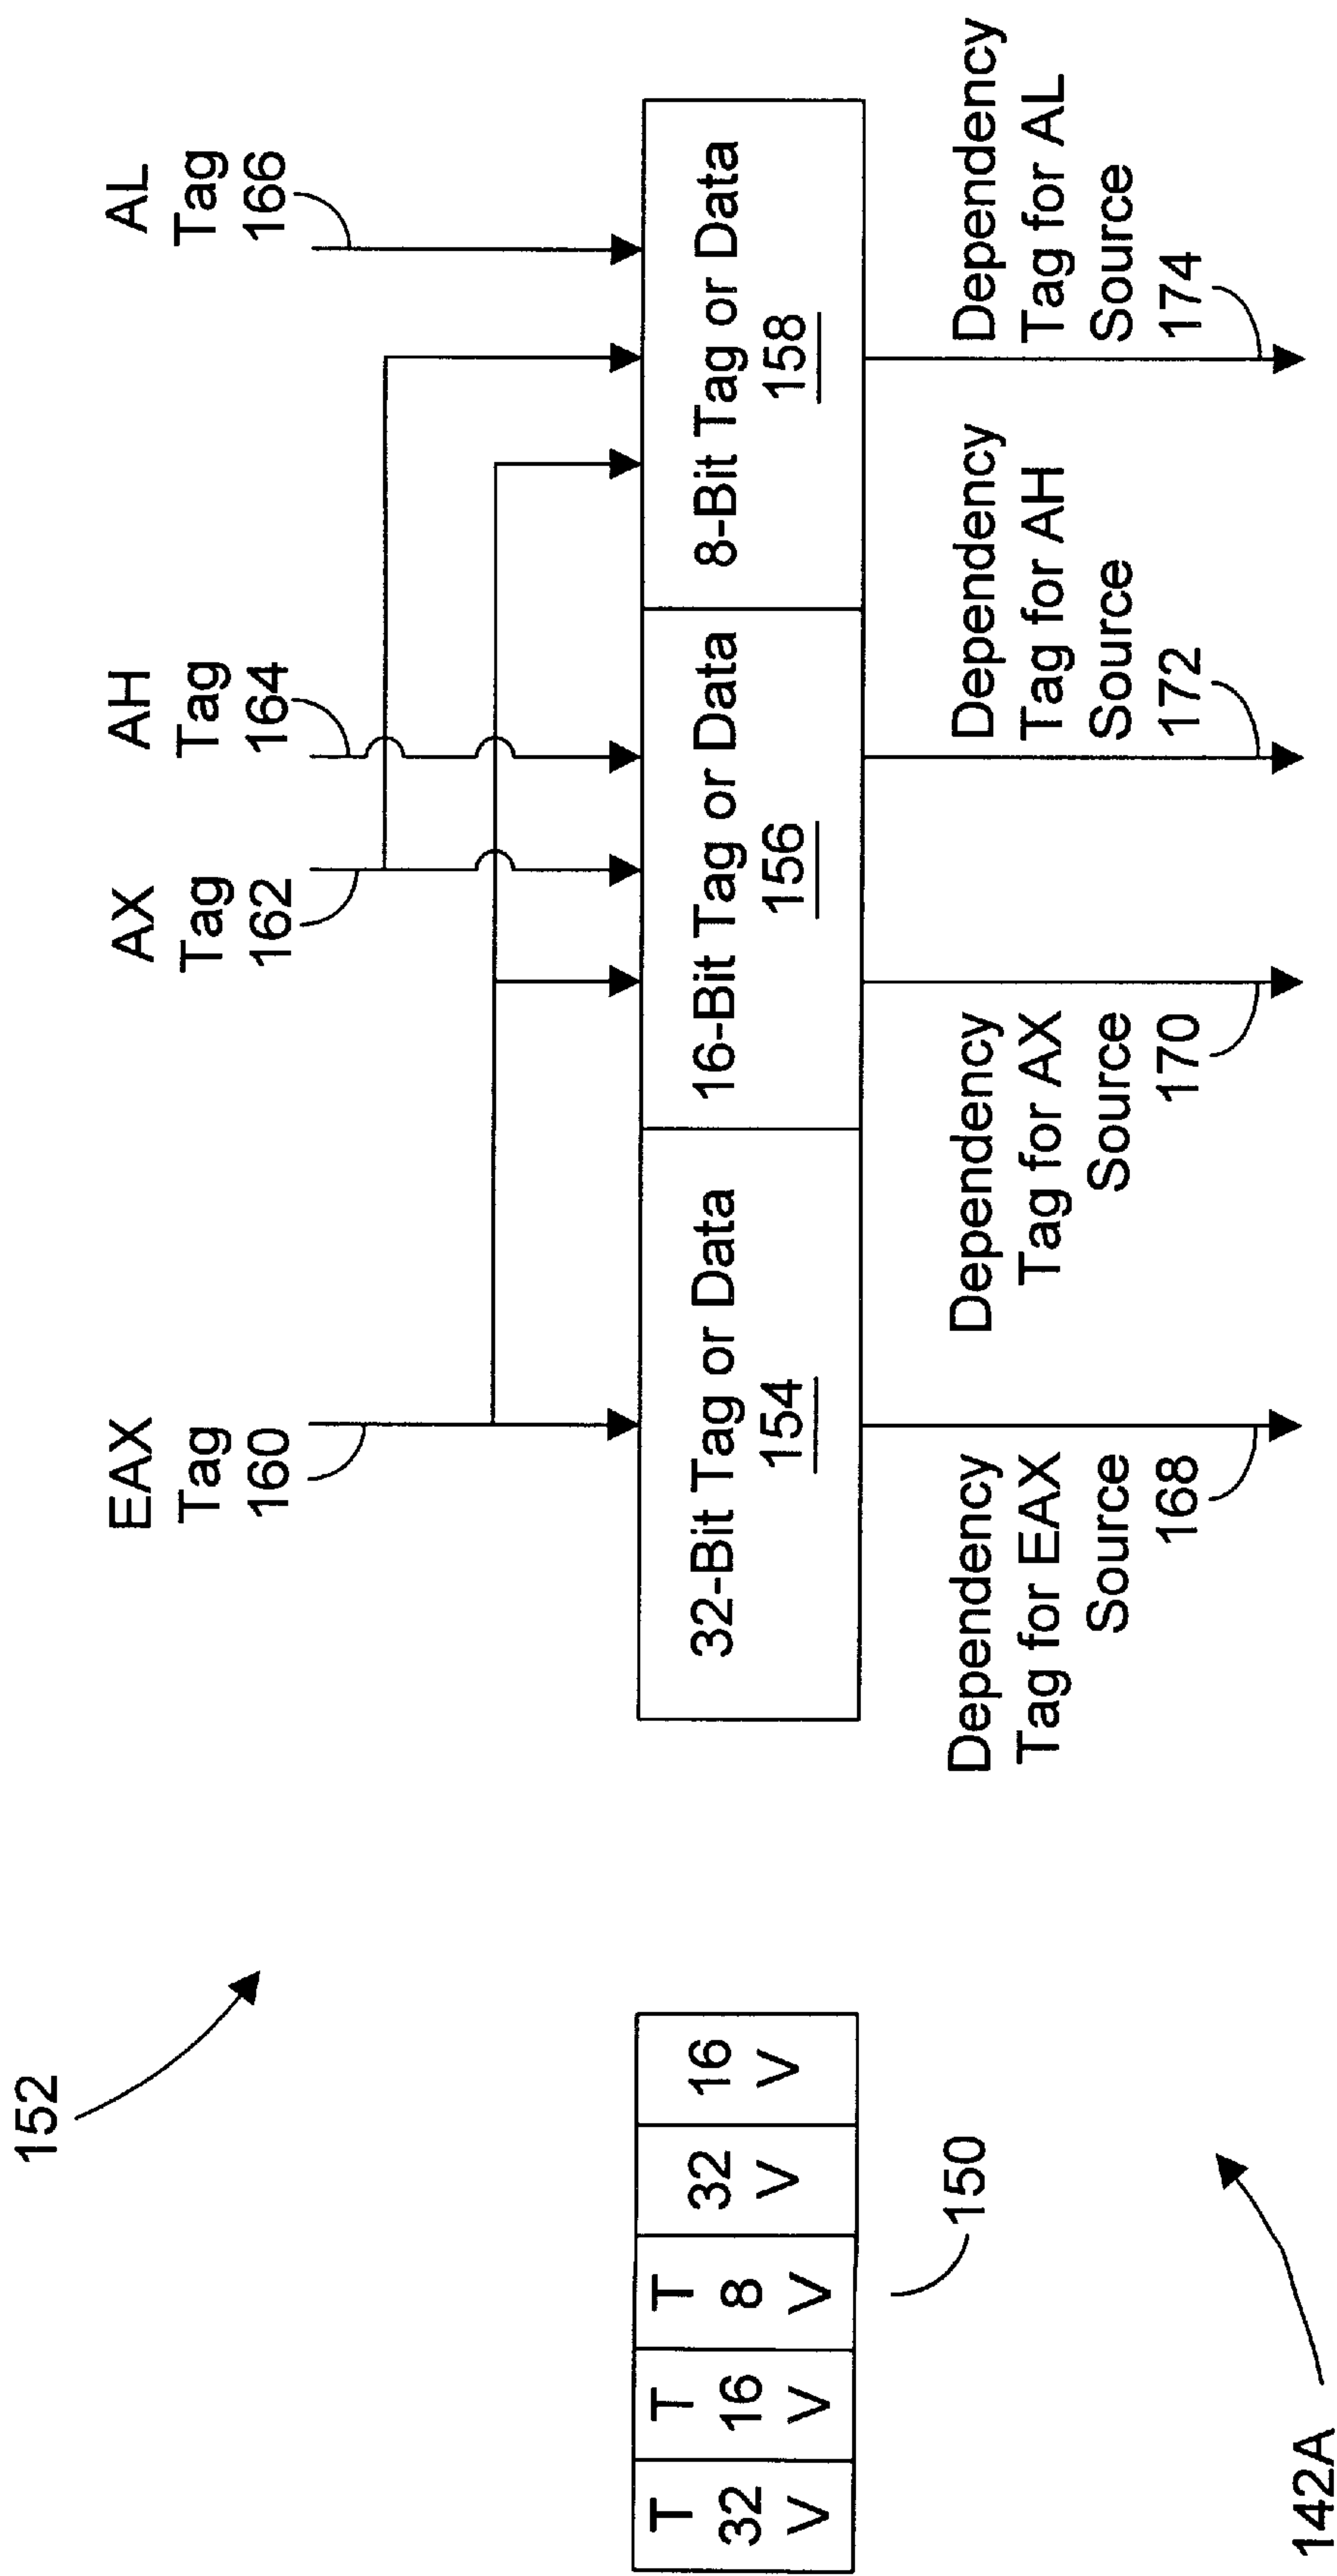 152
EAX
Tag
160
AX
Tag
162
AH
Tag
164
AL
Tag
166
T
32
V
T
16
V
T
8
V
32
V
16
V
32-Bit Tag or Data
154
16-Bit Tag or Data
156
8-Bit Tag or Data
158
150
Dependency
Tag for EAX
Source
168
Dependency
Tag for AX
Source
170
Dependency
Tag for AH
Source
172
Dependency
Tag for AL
Source
174
142A